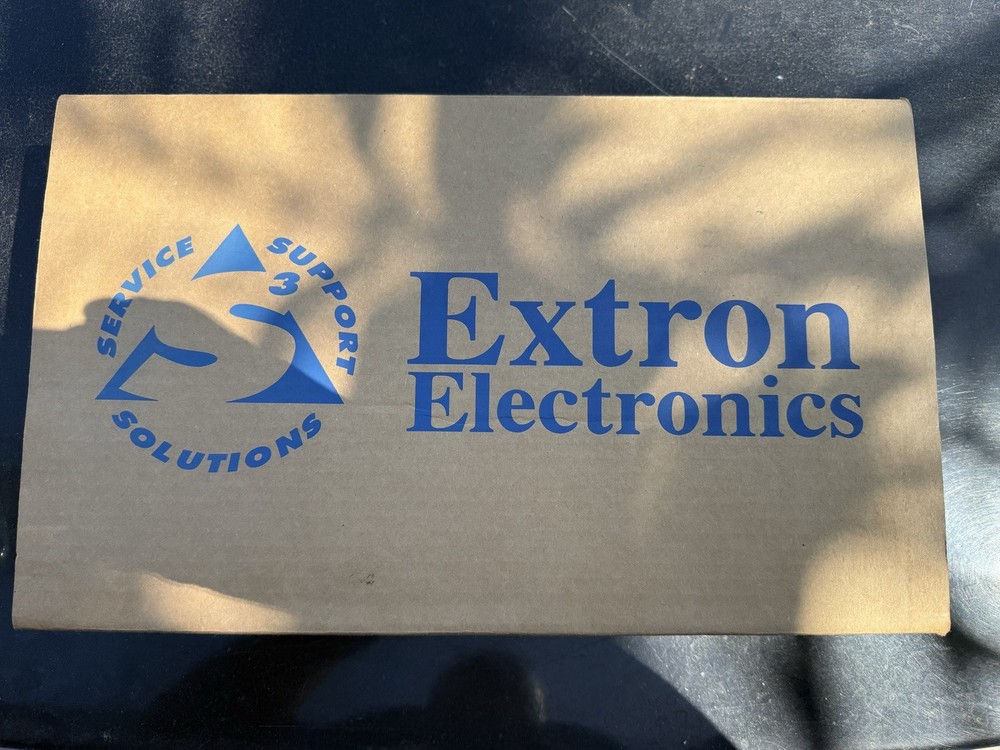 SERVICE
SUPPORT
3
SOLUTIONS
Extron
Electronics